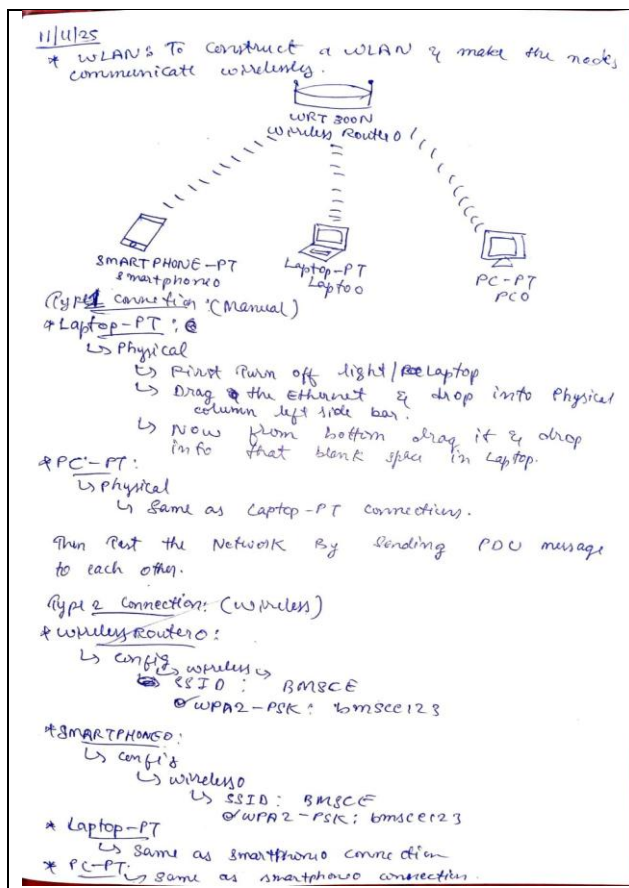 11/11/25
* WLANS To Construct a WLAN & make the nodes
communicate wirelessly.
WRT 300N
Wireless Router0
SMARTPHONE-PT
Smartphone0
Laptop-PT
Laptop0
PC-PT
PC0
Type 1 connection: (Manual)
* Laptop-PT :
↳ Physical
↳ First Turn off light/Laptop
↳ Drag the Ethernet & drop into Physical
column left side bar.
↳ Now from bottom drag it & drop
into that blank space in Laptop.
* PC-PT:
↳ Physical
↳ Same as Laptop-PT connections.
Then Test the Network By Sending PDU message
to each other.
Type 2 Connection: (Wireless)
* Wireless Router0:
↳ config
↳ wireless
SSID : BMSCE
WPA2-PSK : bmsce123
* SMARTPHONE0:
↳ config
↳ wireless0
↳ SSID : BMSCE
WPA2-PSK: bmsce123
* Laptop-PT
↳ Same as smartphone0 connection
* PC-PT:
↳ Same as smartphone0 connection.